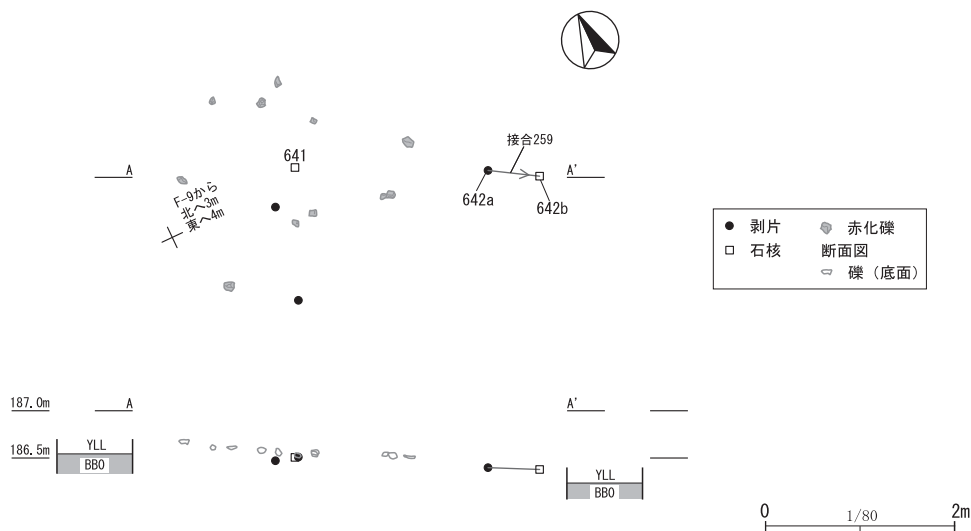 接合259
A
641
A'
642a
642b
F-9から
北へ3m
東へ4m
剥片
赤化礫
石核
断面図
礫（底面）
187.0m
A
A'
186.5m
YLL
BB0
YLL
BB0
0
1/80
2m